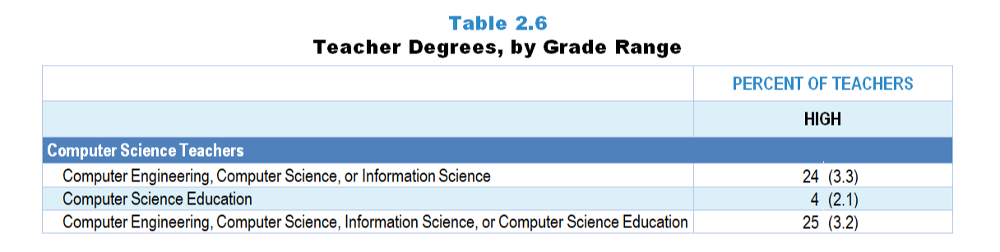 Table 2.6
Teacher Degrees, by Grade Range
PERCENT OF TEACHERS
HIGH
Computer Science Teachers
Computer Engineering, Computer Science, or Information Science 24 (3.3)
Computer Science Education 4 (2.1)
Computer Engineering, Computer Science, Information Science, or Computer Science Education 25 (3.2)